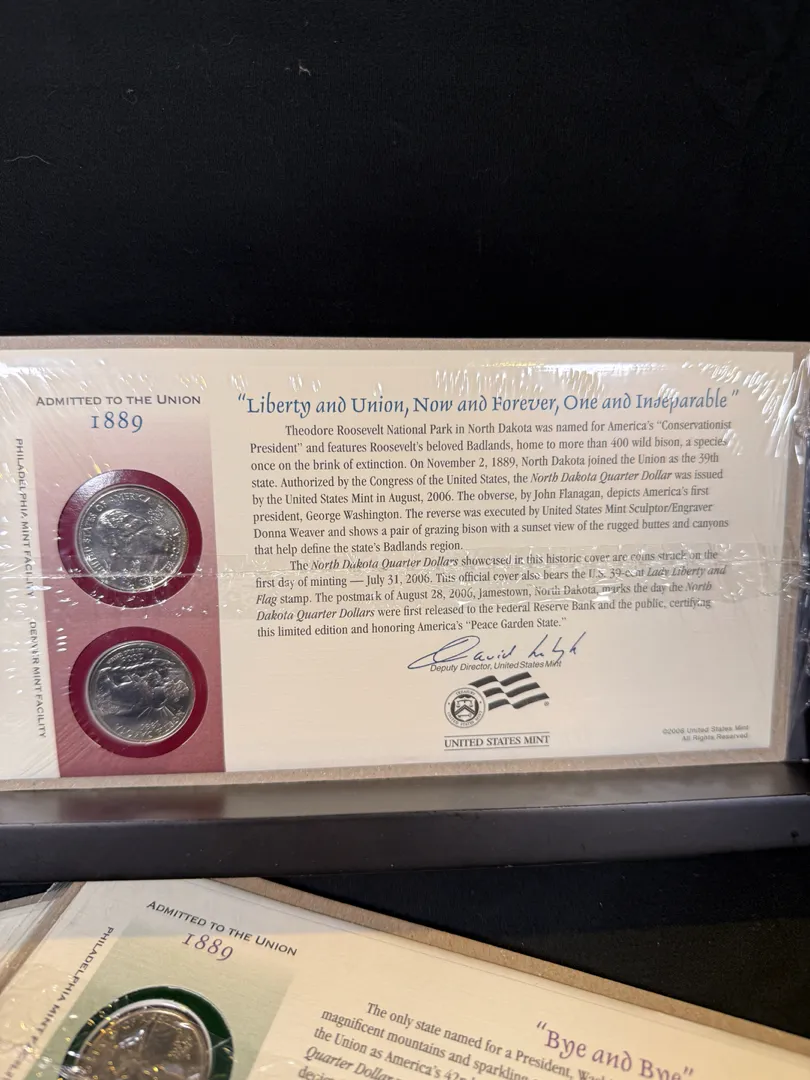 ADMITTED TO THE UNION
1889
PHILADELPHIA MINT FACILITY
DENVER MINT FACILITY
"Liberty and Union, Now and Forever, One and Inseparable"
Theodore Roosevelt National Park in North Dakota was named for America's "Conservationist
President" and features Roosevelt's beloved Badlands, home to more than 400 wild bison, a species
once on the brink of extinction. On November 2, 1889, North Dakota joined the Union as the 39th
state. Authorized by the Congress of the United States, the North Dakota Quarter Dollar was issued
by the United States Mint in August, 2006. The obverse, by John Flanagan, depicts America's first
president, George Washington. The reverse was executed by United States Mint Sculptor/Engraver
Donna Weaver and shows a pair of grazing bison with a sunset view of the rugged buttes and canyons
that help define the state's Badlands region.
The North Dakota Quarter Dollars showcased in this historic cover are coins struck on the
first day of minting — July 31, 2006. This official cover also bears the U.S. 39-cent Lady Liberty and
Flag stamp. The postmark of August 28, 2006, Jamestown, North Dakota, marks the day the North
Dakota Quarter Dollars were first released to the Federal Reserve Bank and the public, certifying
this limited edition and honoring America's "Peace Garden State."
David
Deputy Director, United States Mint
UNITED STATES MINT
©2006 United States Mint
All Rights Reserved
ADMITTED TO THE UNION
1889
PHILADELPHIA MINT
"Bye and Bye"
The only state named for a President,
magnificent mountains and sparkling
the Union as America's 42n
Quarter Dollar